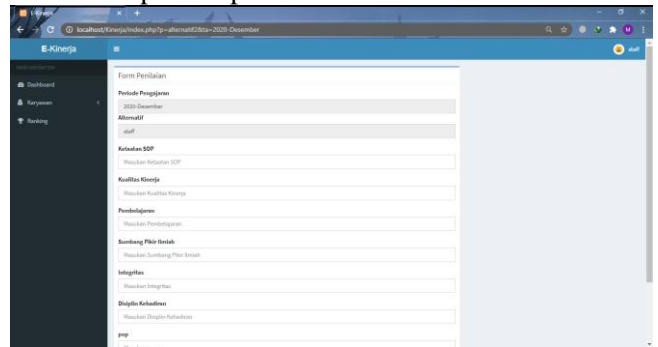 E-Kinerja
localhost/Kinerja/index.php?p=alternatif2&ta=2020-Desember
E-Kinerja
staff
Dashboard
Karyawan
Ranking
Form Penilaian
Periode Pengajaran
2020-Desember
Alternatif
staff
Ketaatan SOP
Masukan Ketaatan SOP
Kualitas Kinerja
Masukan Kualitas Kinerja
Pembelajaran
Masukan Pembelajaran
Sumbang Pikir Ilmiah
Masukan Sumbang Pikir Ilmiah
Integritas
Masukan Integritas
Disiplin Kehadiran
Masukan Disiplin Kehadiran
pop